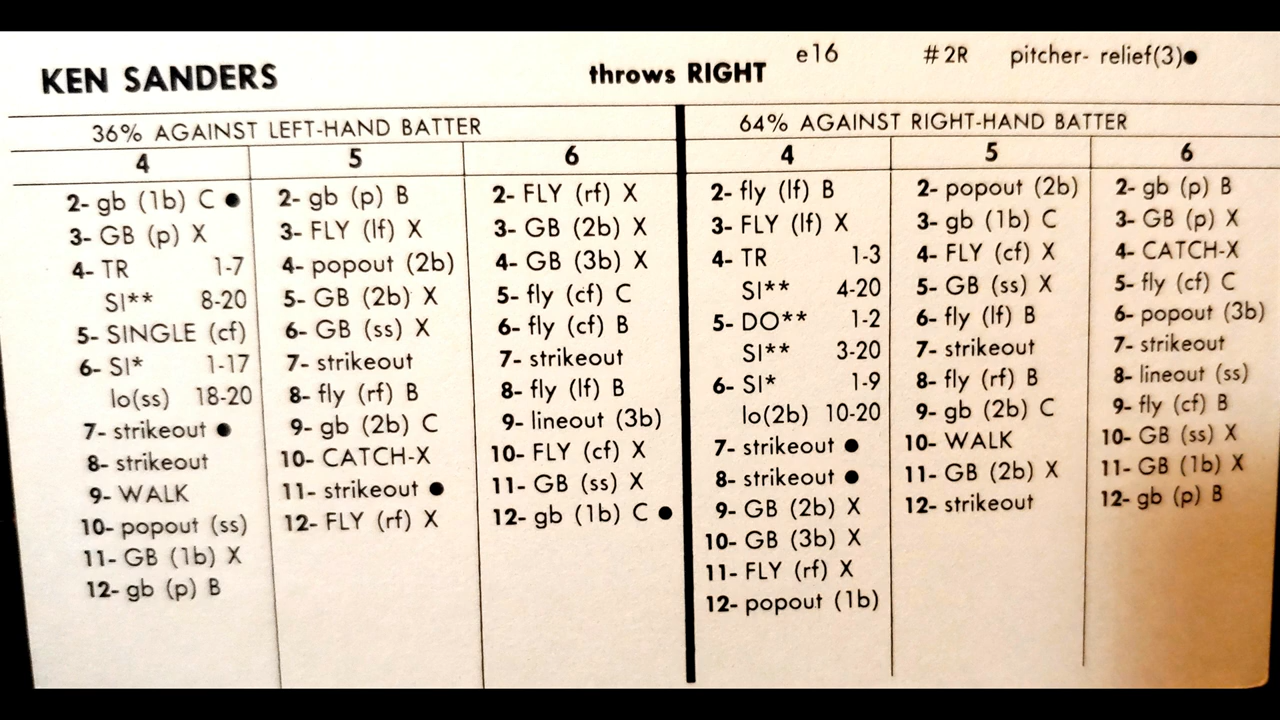 KEN SANDERS throws RIGHT e16 #2R pitcher- relief(3)●
36% AGAINST LEFT-HAND BATTER
4 5 6
2- gb (1b) C ●
3- GB (p) X
4- TR 1-7
SI** 8-20
5- SINGLE (cf)
6- SI* 1-17
lo(ss) 18-20
7- strikeout ●
8- strikeout
9- WALK
10- popout (ss)
11- GB (1b) X
12- gb (p) B
2- gb (p) B
3- FLY (lf) X
4- popout (2b)
5- GB (2b) X
6- GB (ss) X
7- strikeout
8- fly (rf) B
9- gb (2b) C
10- CATCH-X
11- strikeout ●
12- FLY (rf) X
2- FLY (rf) X
3- GB (2b) X
4- GB (3b) X
5- fly (cf) C
6- fly (cf) B
7- strikeout
8- fly (lf) B
9- lineout (3b)
10- FLY (cf) X
11- GB (ss) X
12- gb (1b) C ●
64% AGAINST RIGHT-HAND BATTER
4 5 6
2- fly (lf) B
3- FLY (lf) X
4- TR 1-3
SI** 4-20
5- DO** 1-2
SI** 3-20
6- SI* 1-9
lo(2b) 10-20
7- strikeout ●
8- strikeout ●
9- GB (2b) X
10- GB (3b) X
11- FLY (rf) X
12- popout (1b)
2- popout (2b)
3- gb (1b) C
4- FLY (cf) X
5- GB (ss) X
6- fly (lf) B
7- strikeout
8- fly (rf) B
9- gb (2b) C
10- WALK
11- GB (2b) X
12- strikeout
2- gb (p) B
3- GB (p) X
4- CATCH-X
5- fly (cf) C
6- popout (3b)
7- strikeout
8- lineout (ss)
9- fly (cf) B
10- GB (ss) X
11- GB (1b) X
12- gb (p) B